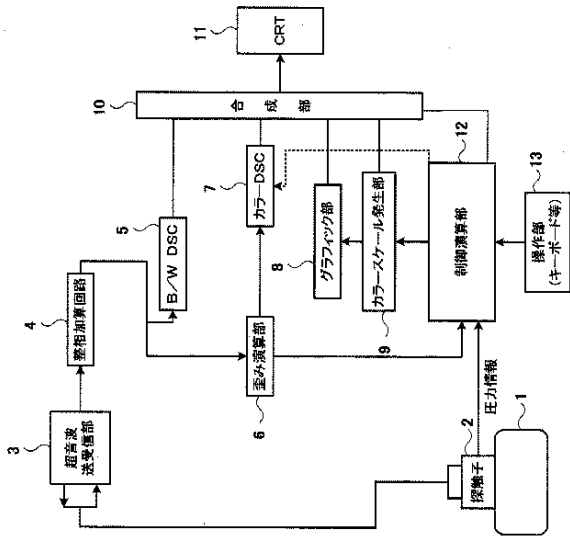 11
CRT
10
合成部
12
13
7
カラーDSC
5
B/W DSC
8
グラフィック部
カラースケール発生部
9
制御演算部
操作部
(キーボード等)
4
整相加算回路
歪み演算部
6
3
超音波
送受信部
圧力情報
2
探触子
1